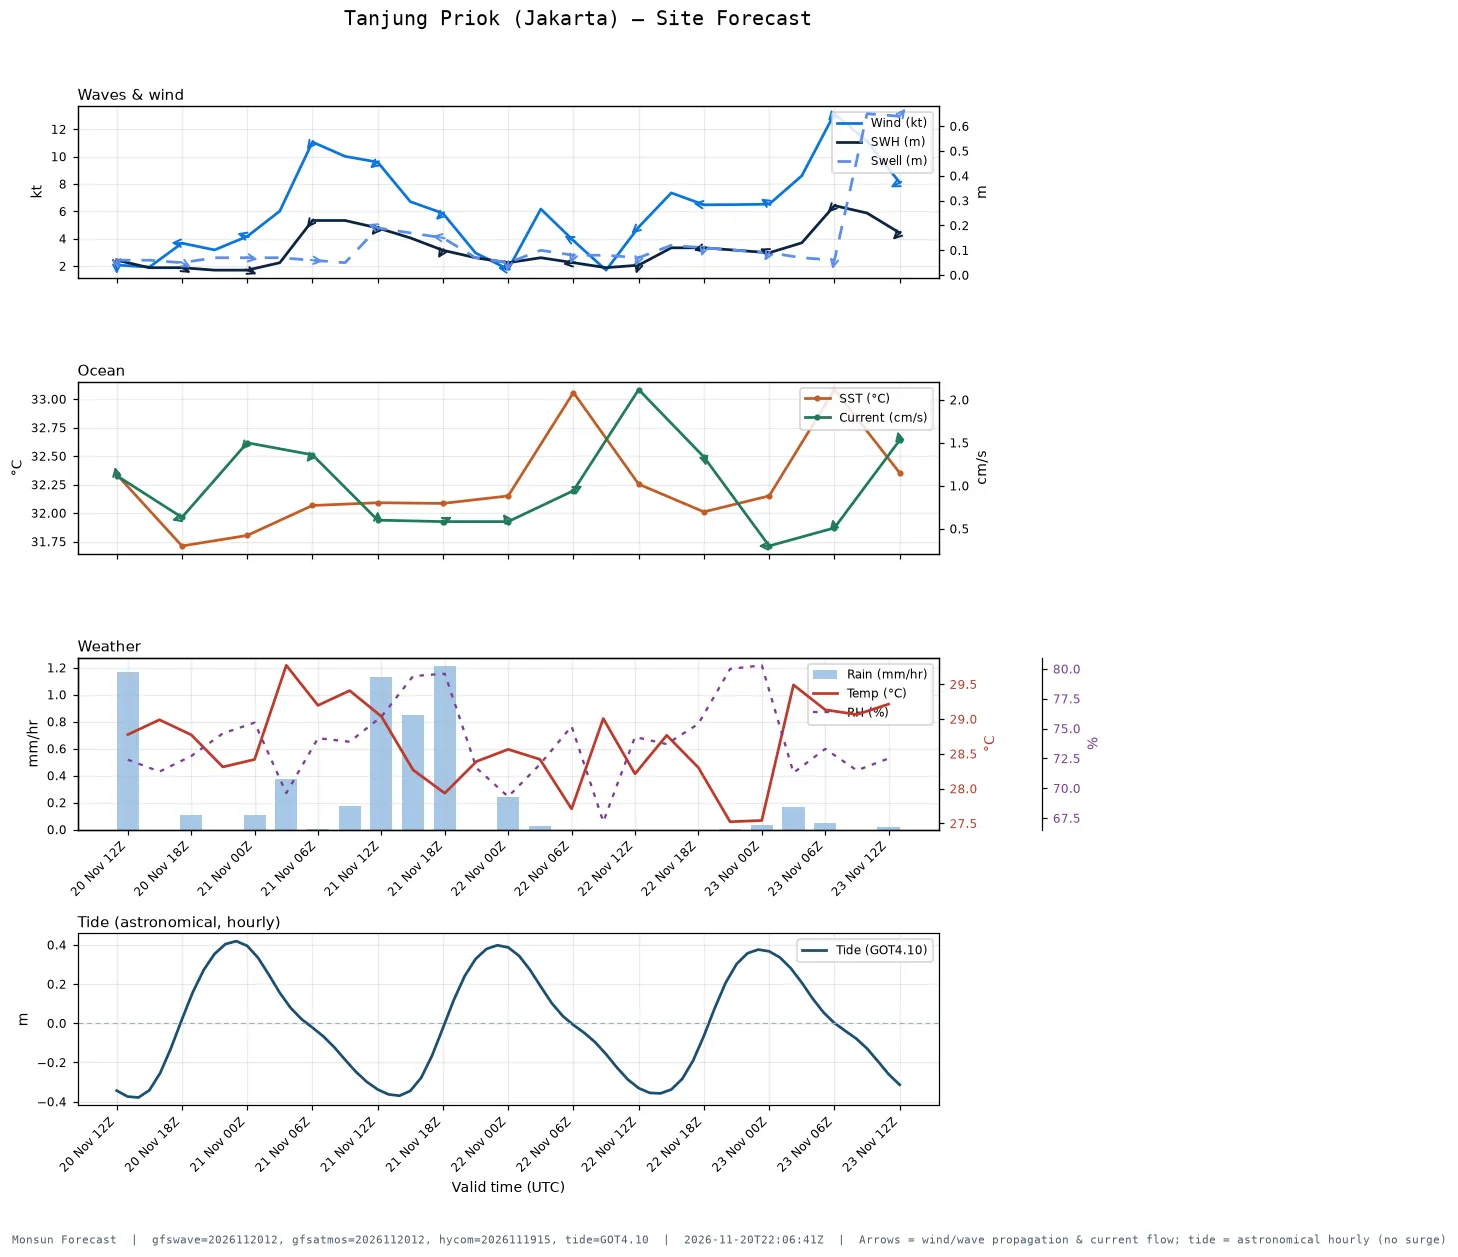 Tanjung Priok (Jakarta) — Site Forecast
Waves & wind
12
10
8
6
4
2
kt
0.6
0.5
0.4
0.3
0.2
0.1
0.0
m
Wind (kt)
SWH (m)
Swell (m)
Ocean
33.00
32.75
32.50
32.25
32.00
31.75
°C
2.0
1.5
1.0
0.5
cm/s
SST (°C)
Current (cm/s)
Weather
1.2
1.0
0.8
0.6
0.4
0.2
0.0
mm/hr
29.5
29.0
28.5
28.0
27.5
°C
80.0
77.5
75.0
72.5
70.0
67.5
%
Rain (mm/hr)
Temp (°C)
RH (%)
20 Nov 12Z
20 Nov 18Z
21 Nov 00Z
21 Nov 06Z
21 Nov 12Z
21 Nov 18Z
22 Nov 00Z
22 Nov 06Z
22 Nov 12Z
22 Nov 18Z
23 Nov 00Z
23 Nov 06Z
23 Nov 12Z
Tide (astronomical, hourly)
0.4
0.2
0.0
−0.2
−0.4
m
Tide (GOT4.10)
20 Nov 12Z
20 Nov 18Z
21 Nov 00Z
21 Nov 06Z
21 Nov 12Z
21 Nov 18Z
22 Nov 00Z
22 Nov 06Z
22 Nov 12Z
22 Nov 18Z
23 Nov 00Z
23 Nov 06Z
23 Nov 12Z
Valid time (UTC)
Monsun Forecast | gfswave=2026112012, gfsatmos=2026112012, hycom=2026111915, tide=GOT4.10 | 2026-11-20T22:06:41Z | Arrows = wind/wave propagation & current flow; tide = astronomical hourly (no surge)